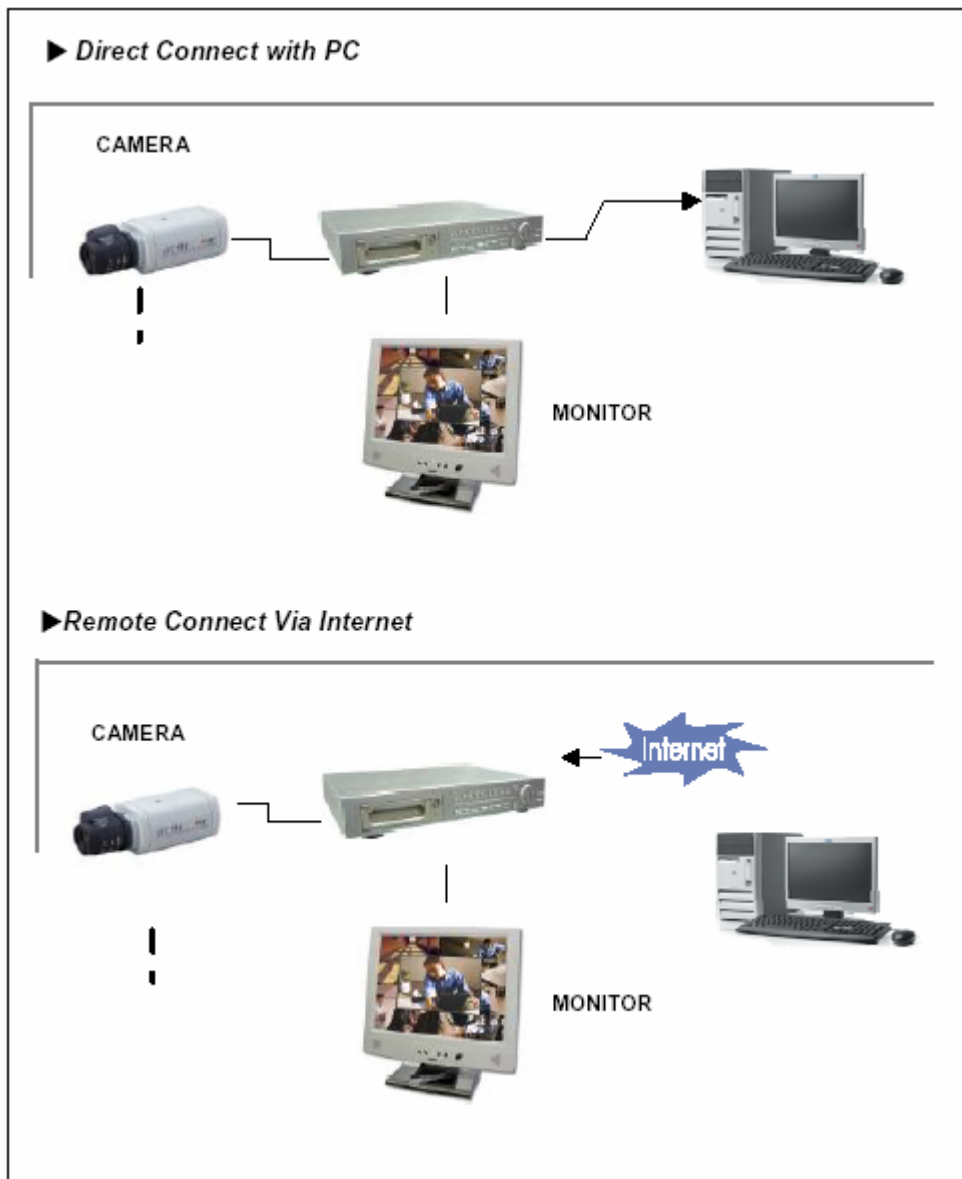 ▶ Direct Connect with PC
CAMERA
MONITOR
▶Remote Connect Via Internet
CAMERA
Internet
MONITOR